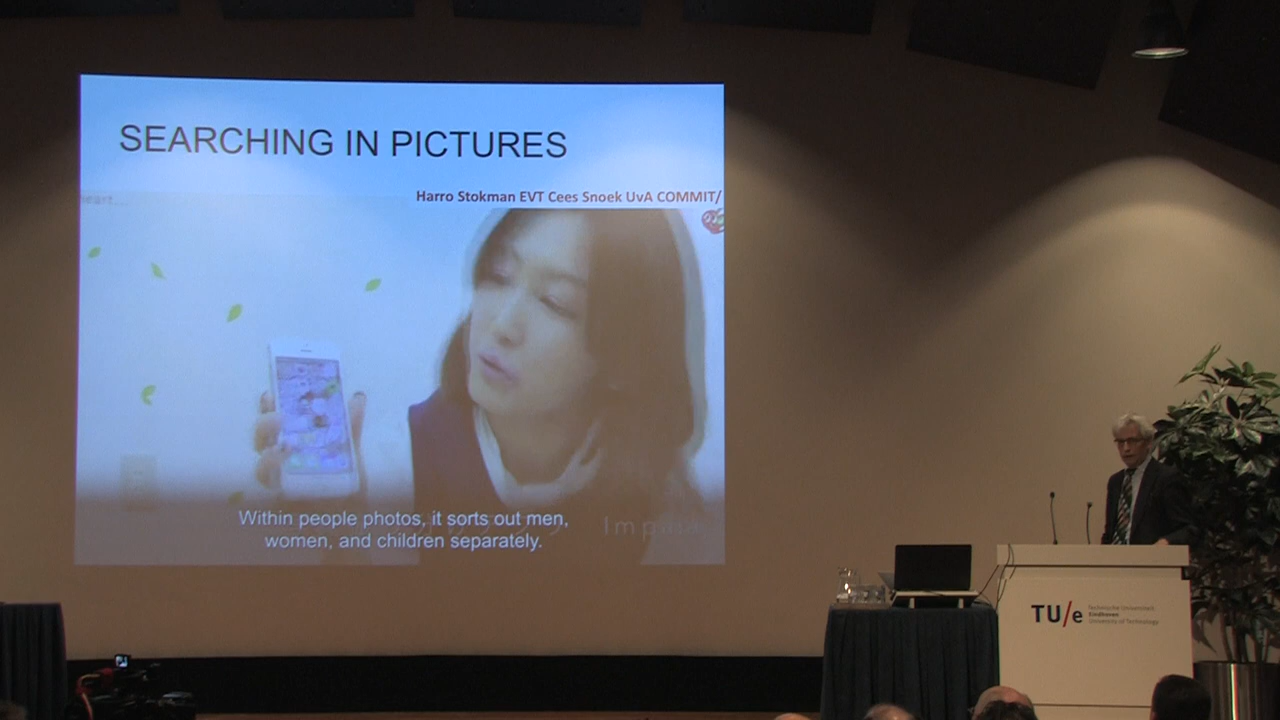 SEARCHING IN PICTURES
Harro Stokman EVT Cees Snoek UvA COMMIT/
Within people photos, it sorts out men,
women, and children separately.
TU/e
Technische Universiteit
Eindhoven
University of Technology